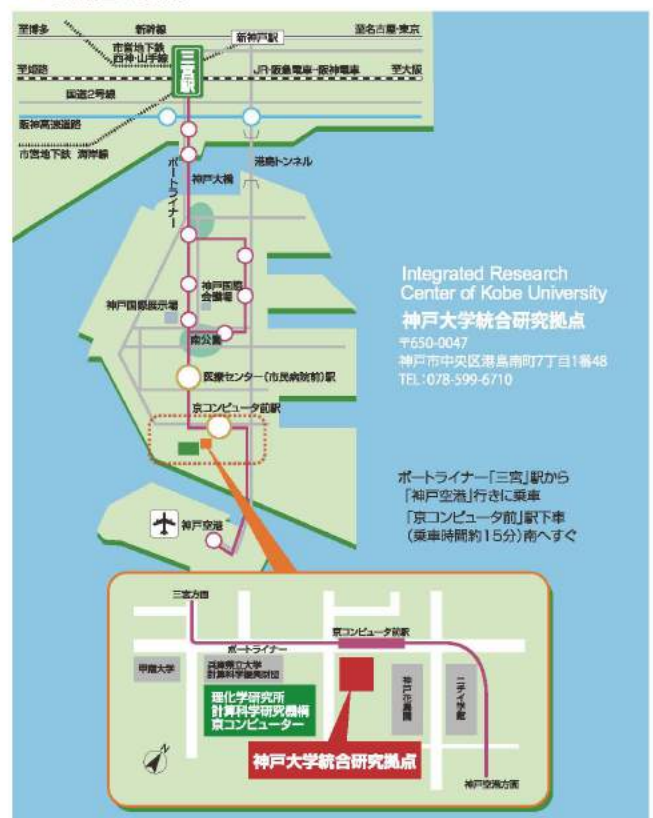 至博多
新幹線
新神戸駅
至名古屋・東京
市営地下鉄
西神・山手線
三宮駅
至姫路
JR・阪急電車・阪神電車
至大阪
国道2号線
阪神高速道路
市営地下鉄 海岸線
ポートライナー
神戸大橋
港島トンネル
神戸国際
会議場
神戸国際展示場
南公園
医療センター(市民病院前)駅
京コンピュータ前駅
神戸空港
Integrated Research
Center of Kobe University
神戸大学統合研究拠点
〒650-0047
神戸市中央区港島南町7丁目1番48
TEL:078-599-6710
ポートライナー「三宮」駅から
「神戸空港」行きに乗車
「京コンピュータ前」駅下車
(乗車時間約15分)南へすぐ
三宮方面
京コンピュータ前駅
ポートライナー
甲南大学
兵庫県立大学
計算科学振興財団
理化学研究所
計算科学研究機構
京コンピューター
神戸花鳥園
ニチイ学館
神戸大学統合研究拠点
N
神戸空港方面